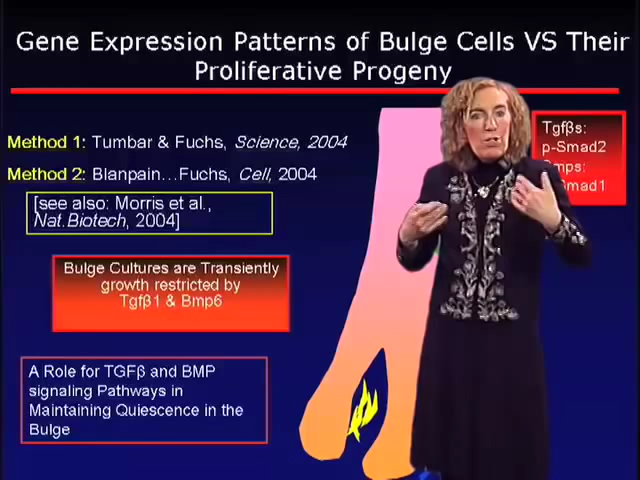 Gene Expression Patterns of Bulge Cells VS Their
Proliferative Progeny
Method 1: Tumbar & Fuchs, Science, 2004
Method 2: Blanpain...Fuchs, Cell, 2004
[see also: Morris et al.,
Nat.Biotech, 2004]
Bulge Cultures are Transiently
growth restricted by
Tgfβ1 & Bmp6
A Role for TGFβ and BMP
signaling Pathways in
Maintaining Quiescence in the
Bulge
Tgfβs:
p-Smad2